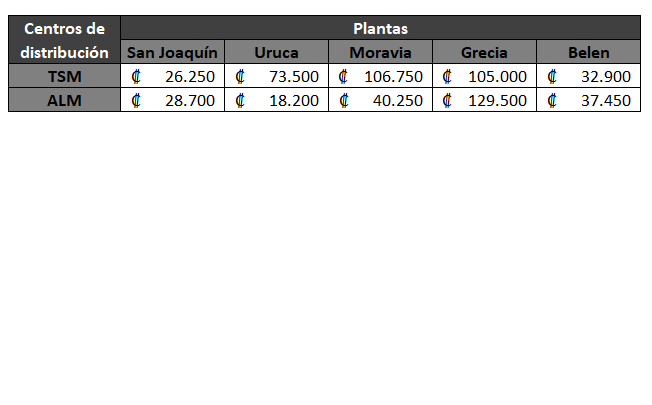 Centros de distribución Plantas
San Joaquín Uruca Moravia Grecia Belen
TSM ₡ 26.250 ₡ 73.500 ₡ 106.750 ₡ 105.000 ₡ 32.900
ALM ₡ 28.700 ₡ 18.200 ₡ 40.250 ₡ 129.500 ₡ 37.450